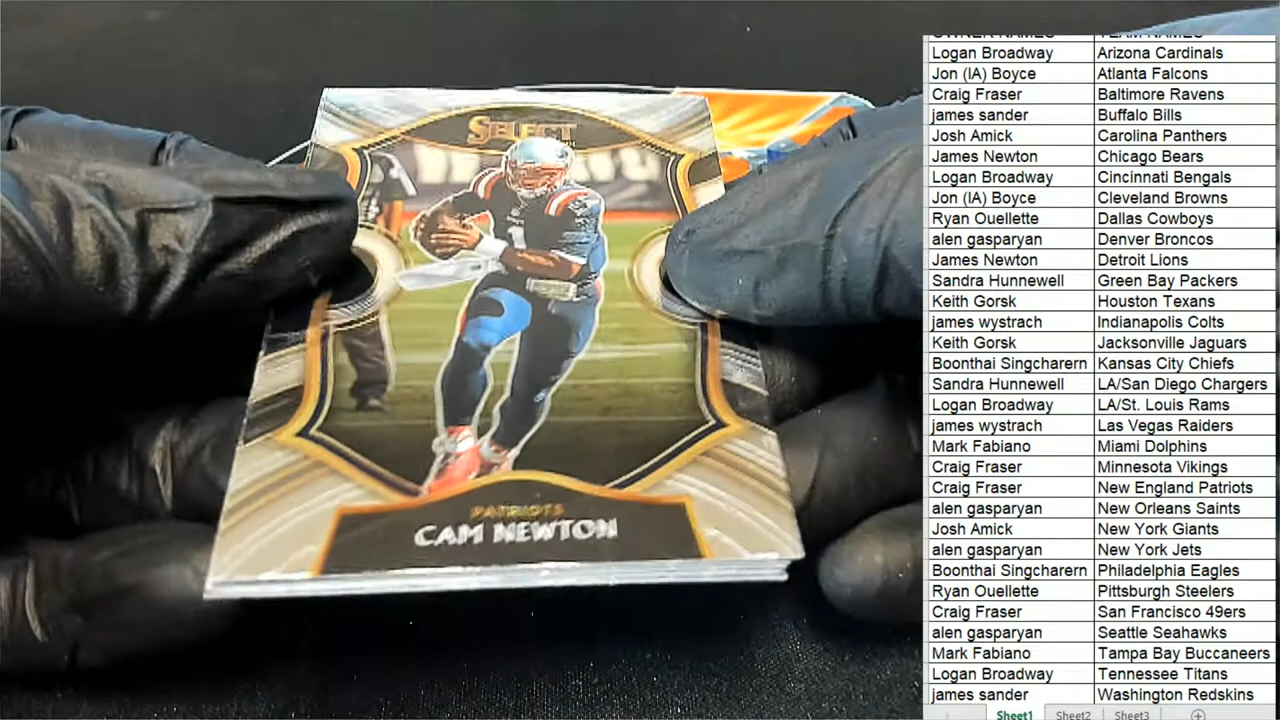 SELECT
1
PATRIOTS
CAM NEWTON
OWNER NAMES TEAM NAMES
Logan Broadway Arizona Cardinals
Jon (IA) Boyce Atlanta Falcons
Craig Fraser Baltimore Ravens
james sander Buffalo Bills
Josh Amick Carolina Panthers
James Newton Chicago Bears
Logan Broadway Cincinnati Bengals
Jon (IA) Boyce Cleveland Browns
Ryan Ouellette Dallas Cowboys
alen gasparyan Denver Broncos
James Newton Detroit Lions
Sandra Hunnewell Green Bay Packers
Keith Gorsk Houston Texans
james wystrach Indianapolis Colts
Keith Gorsk Jacksonville Jaguars
Boonthai Singcharern Kansas City Chiefs
Sandra Hunnewell LA/San Diego Chargers
Logan Broadway LA/St. Louis Rams
james wystrach Las Vegas Raiders
Mark Fabiano Miami Dolphins
Craig Fraser Minnesota Vikings
Craig Fraser New England Patriots
alen gasparyan New Orleans Saints
Josh Amick New York Giants
alen gasparyan New York Jets
Boonthai Singcharern Philadelphia Eagles
Ryan Ouellette Pittsburgh Steelers
Craig Fraser San Francisco 49ers
alen gasparyan Seattle Seahawks
Mark Fabiano Tampa Bay Buccaneers
Logan Broadway Tennessee Titans
james sander Washington Redskins
Sheet1 Sheet2 Sheet3